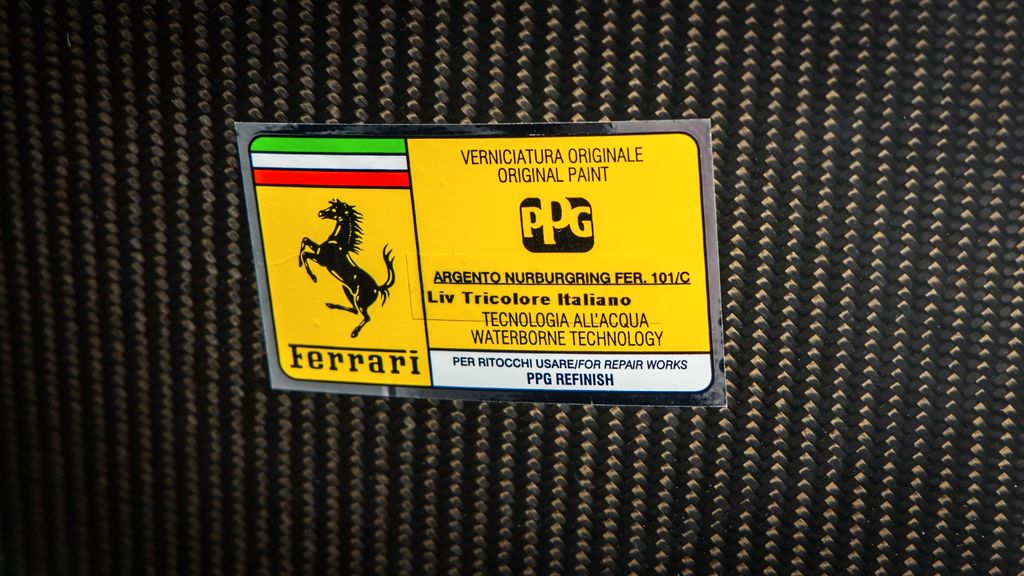 VERNICIATURA ORIGINALE
ORIGINAL PAINT
PPG
ARGENTO NURBURGRING FER. 101/C
Liv Tricolore Italiano
TECNOLOGIA ALL'ACQUA
WATERBORNE TECHNOLOGY
Ferrari
PER RITOCCHI USARE/FOR REPAIR WORKS
PPG REFINISH